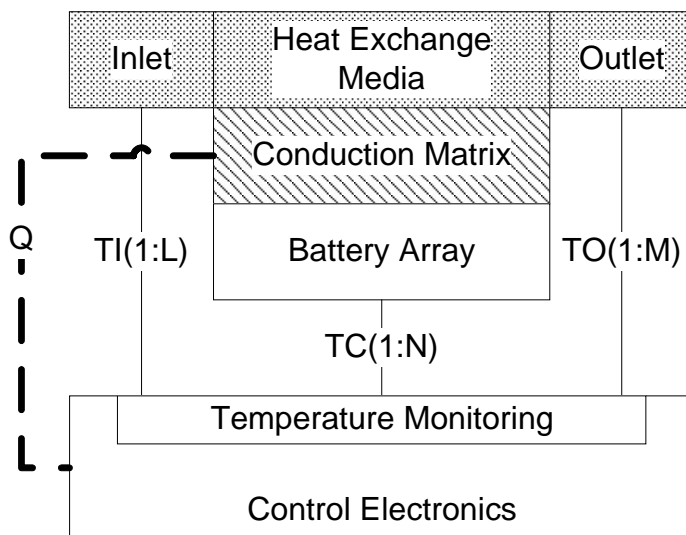 Inlet
Heat Exchange
Media
Outlet
Conduction Matrix
Q
TI(1:L)
Battery Array
TO(1:M)
TC(1:N)
Temperature Monitoring
Control Electronics